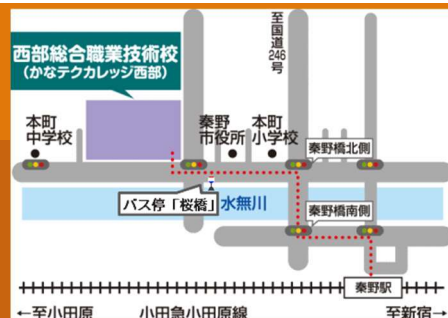 西部総合職業技術校
(かなテクカレッジ西部)
至国道
246
号
本町
中学校
秦野
市役所
本町
小学校
秦野橋北側
バス停「桜橋」
水無川
秦野橋南側
秦野駅
←至小田原
小田急小田原線
至新宿→